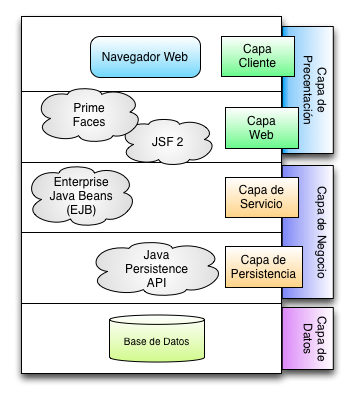 Navegador Web
Capa
Cliente
Capa de
Precentación
Prime
Faces
JSF 2
Capa
Web
Enterprise
Java Beans
(EJB)
Capa de
Servicio
Capa de Negocio
Java
Persistence
API
Capa de
Persistencia
Base de Datos
Capa de
Datos